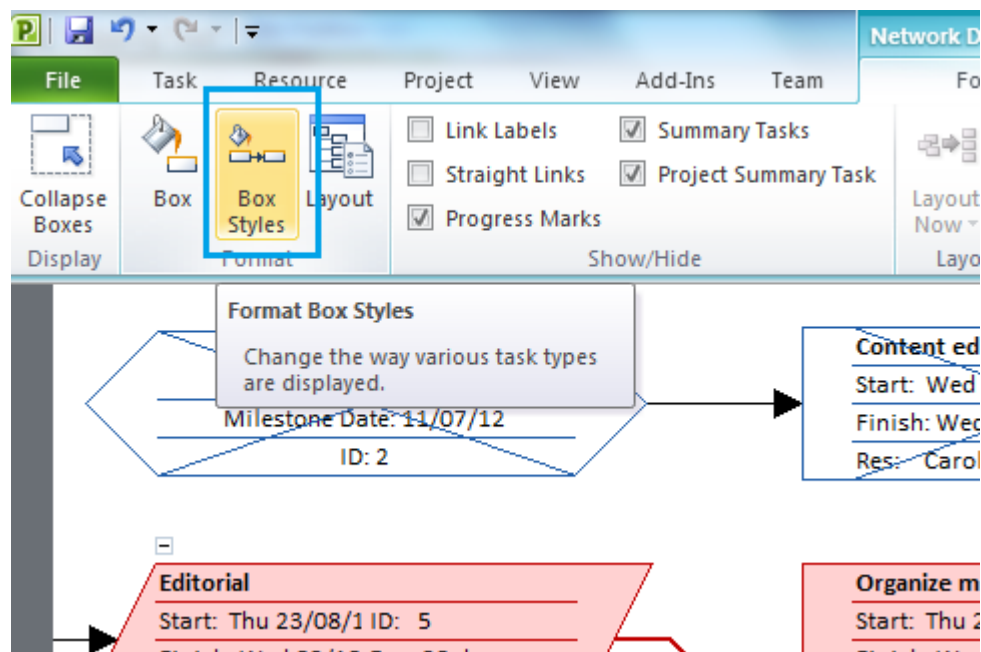 P
Network D
File Task Resource Project View Add-Ins Team Fo
Link Labels Summary Tasks
Straight Links Project Summary Task
Progress Marks
Collapse Boxes
Box
Box Styles
Layout
Layout Now
Display Format Show/Hide Layo
Format Box Styles
Change the way various task types
are displayed.
Milestone Date: 11/07/12
ID: 2
Content ed
Start: Wed
Finish: Wed
Res: Carol
Editorial
Start: Thu 23/08/1 ID: 5
Organize m
Start: Thu 2